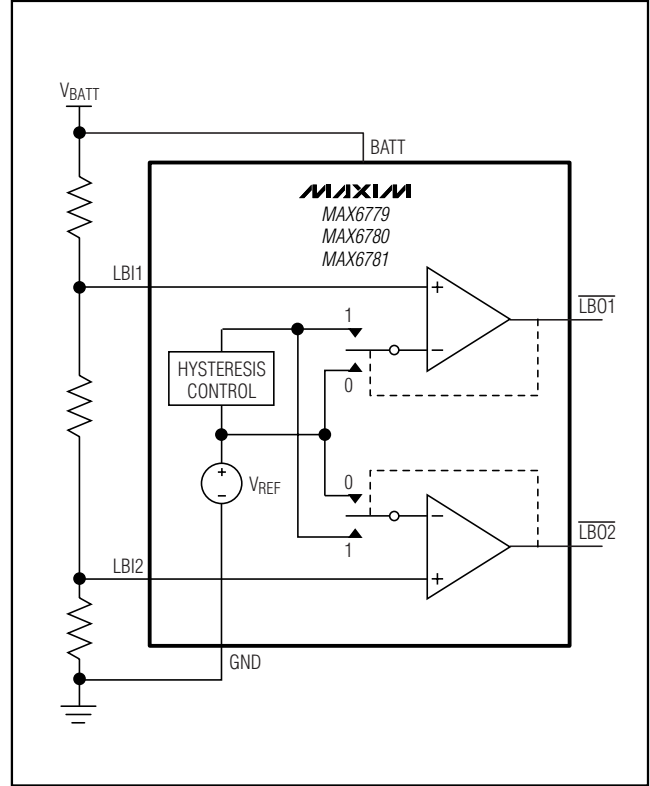 VBATT
BATT
MAXIM
MAX6779
MAX6780
MAX6781
LBI1
+
LBO1
1
−
HYSTERESIS
CONTROL
0
+
−
VREF
0
−
LBO2
1
LBI2
+
GND